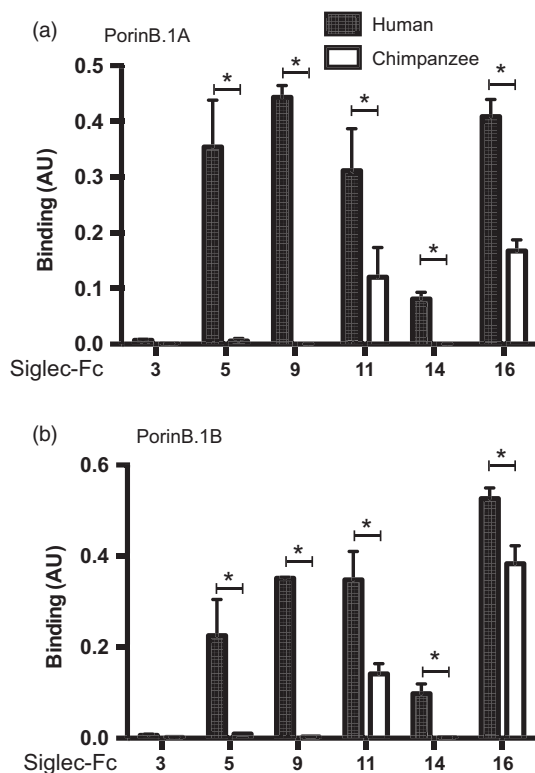 (a) PorinB.1A
Human
Chimpanzee
Binding (AU)
0.5
0.4
0.3
0.2
0.1
0.0
* * * * *
Siglec-Fc 3 5 9 11 14 16
(b) PorinB.1B
Binding (AU)
0.6
0.4
0.2
0.0
* * * * *
Siglec-Fc 3 5 9 11 14 16